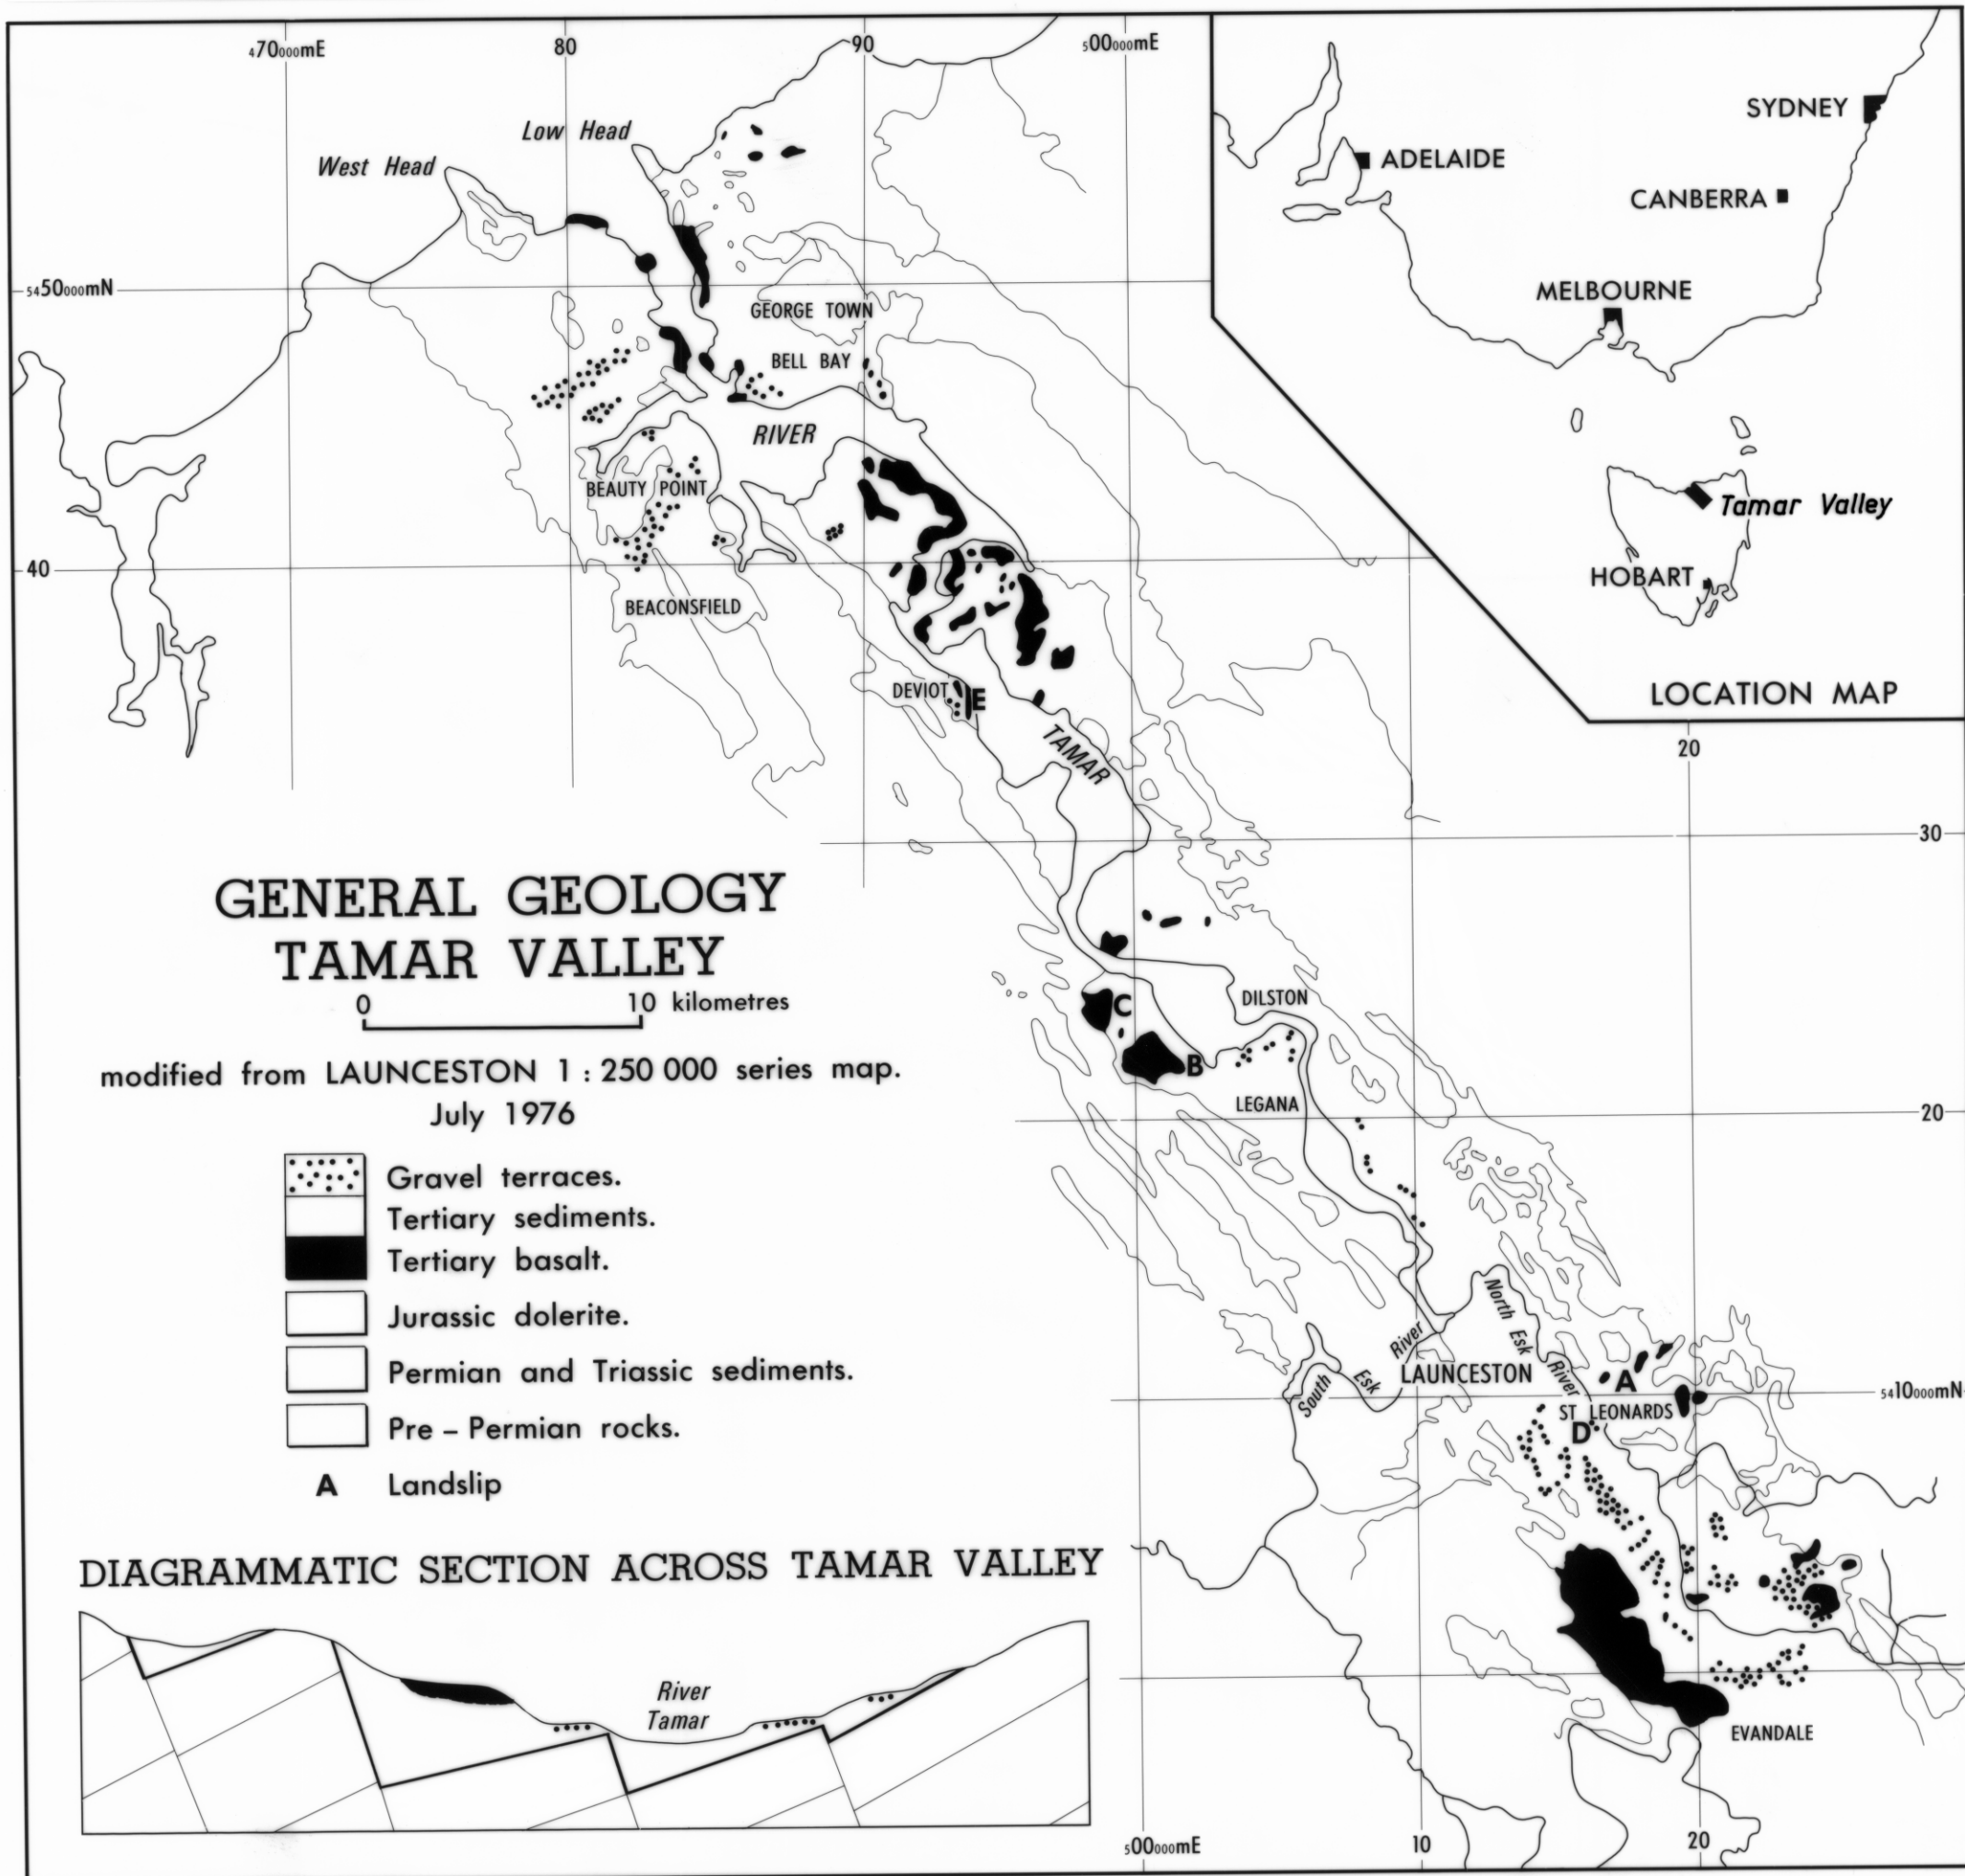 470000mE
80
90
500000mE
Low Head
West Head
SYDNEY
ADELAIDE
CANBERRA
MELBOURNE
5450000mN
GEORGE TOWN
BELL BAY
RIVER
BEAUTY POINT
Tamar Valley
40
HOBART
BEACONSFIELD
DEVIOT
E
LOCATION MAP
TAMAR
20
30
GENERAL GEOLOGY
TAMAR VALLEY
0
10 kilometres
C
DILSTON
B
modified from LAUNCESTON 1 : 250 000 series map.
July 1976
LEGANA
20
Gravel terraces.
Tertiary sediments.
Tertiary basalt.
Jurassic dolerite.
Permian and Triassic sediments.
Pre – Permian rocks.
A Landslip
North Esk River
South Esk River
LAUNCESTON
A
5410000mN
ST LEONARDS
D
DIAGRAMMATIC SECTION ACROSS TAMAR VALLEY
River
Tamar
EVANDALE
500000mE
10
20